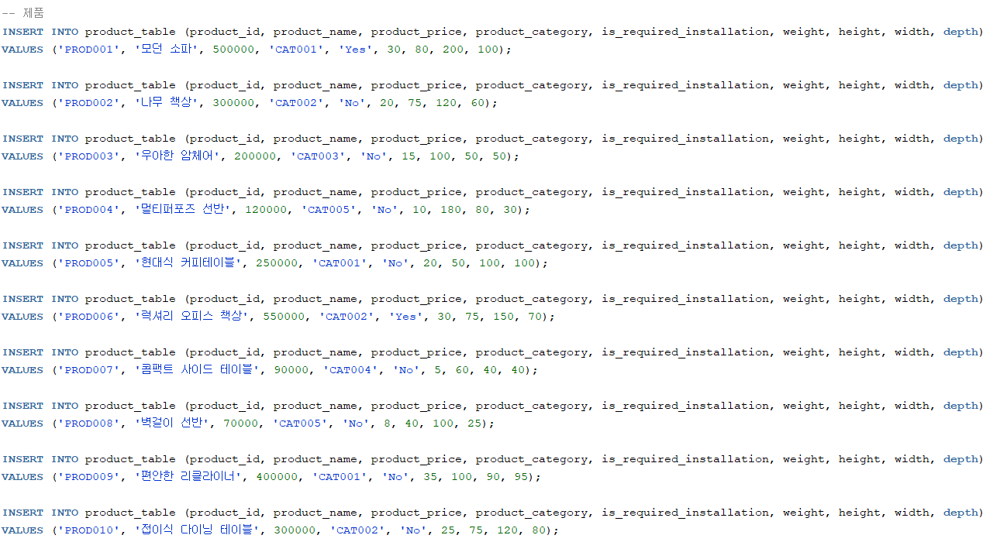 -- 제품
INSERT INTO product_table (product_id, product_name, product_price, product_category, is_required_installation, weight, height, width, depth)
VALUES ('PROD001', '모던 소파', 500000, 'CAT001', 'Yes', 30, 80, 200, 100);
INSERT INTO product_table (product_id, product_name, product_price, product_category, is_required_installation, weight, height, width, depth)
VALUES ('PROD002', '나무 책상', 300000, 'CAT002', 'No', 20, 75, 120, 60);
INSERT INTO product_table (product_id, product_name, product_price, product_category, is_required_installation, weight, height, width, depth)
VALUES ('PROD003', '우아한 암체어', 200000, 'CAT003', 'No', 15, 100, 50, 50);
INSERT INTO product_table (product_id, product_name, product_price, product_category, is_required_installation, weight, height, width, depth)
VALUES ('PROD004', '멀티퍼포즈 선반', 120000, 'CAT005', 'No', 10, 180, 80, 30);
INSERT INTO product_table (product_id, product_name, product_price, product_category, is_required_installation, weight, height, width, depth)
VALUES ('PROD005', '현대식 커피테이블', 250000, 'CAT001', 'No', 20, 50, 100, 100);
INSERT INTO product_table (product_id, product_name, product_price, product_category, is_required_installation, weight, height, width, depth)
VALUES ('PROD006', '럭셔리 오피스 책상', 550000, 'CAT002', 'Yes', 30, 75, 150, 70);
INSERT INTO product_table (product_id, product_name, product_price, product_category, is_required_installation, weight, height, width, depth)
VALUES ('PROD007', '콤팩트 사이드 테이블', 90000, 'CAT004', 'No', 5, 60, 40, 40);
INSERT INTO product_table (product_id, product_name, product_price, product_category, is_required_installation, weight, height, width, depth)
VALUES ('PROD008', '벽걸이 선반', 70000, 'CAT005', 'No', 8, 40, 100, 25);
INSERT INTO product_table (product_id, product_name, product_price, product_category, is_required_installation, weight, height, width, depth)
VALUES ('PROD009', '편안한 리클라이너', 400000, 'CAT001', 'No', 35, 100, 90, 95);
INSERT INTO product_table (product_id, product_name, product_price, product_category, is_required_installation, weight, height, width, depth)
VALUES ('PROD010', '접이식 다이닝 테이블', 300000, 'CAT002', 'No', 25, 75, 120, 80);